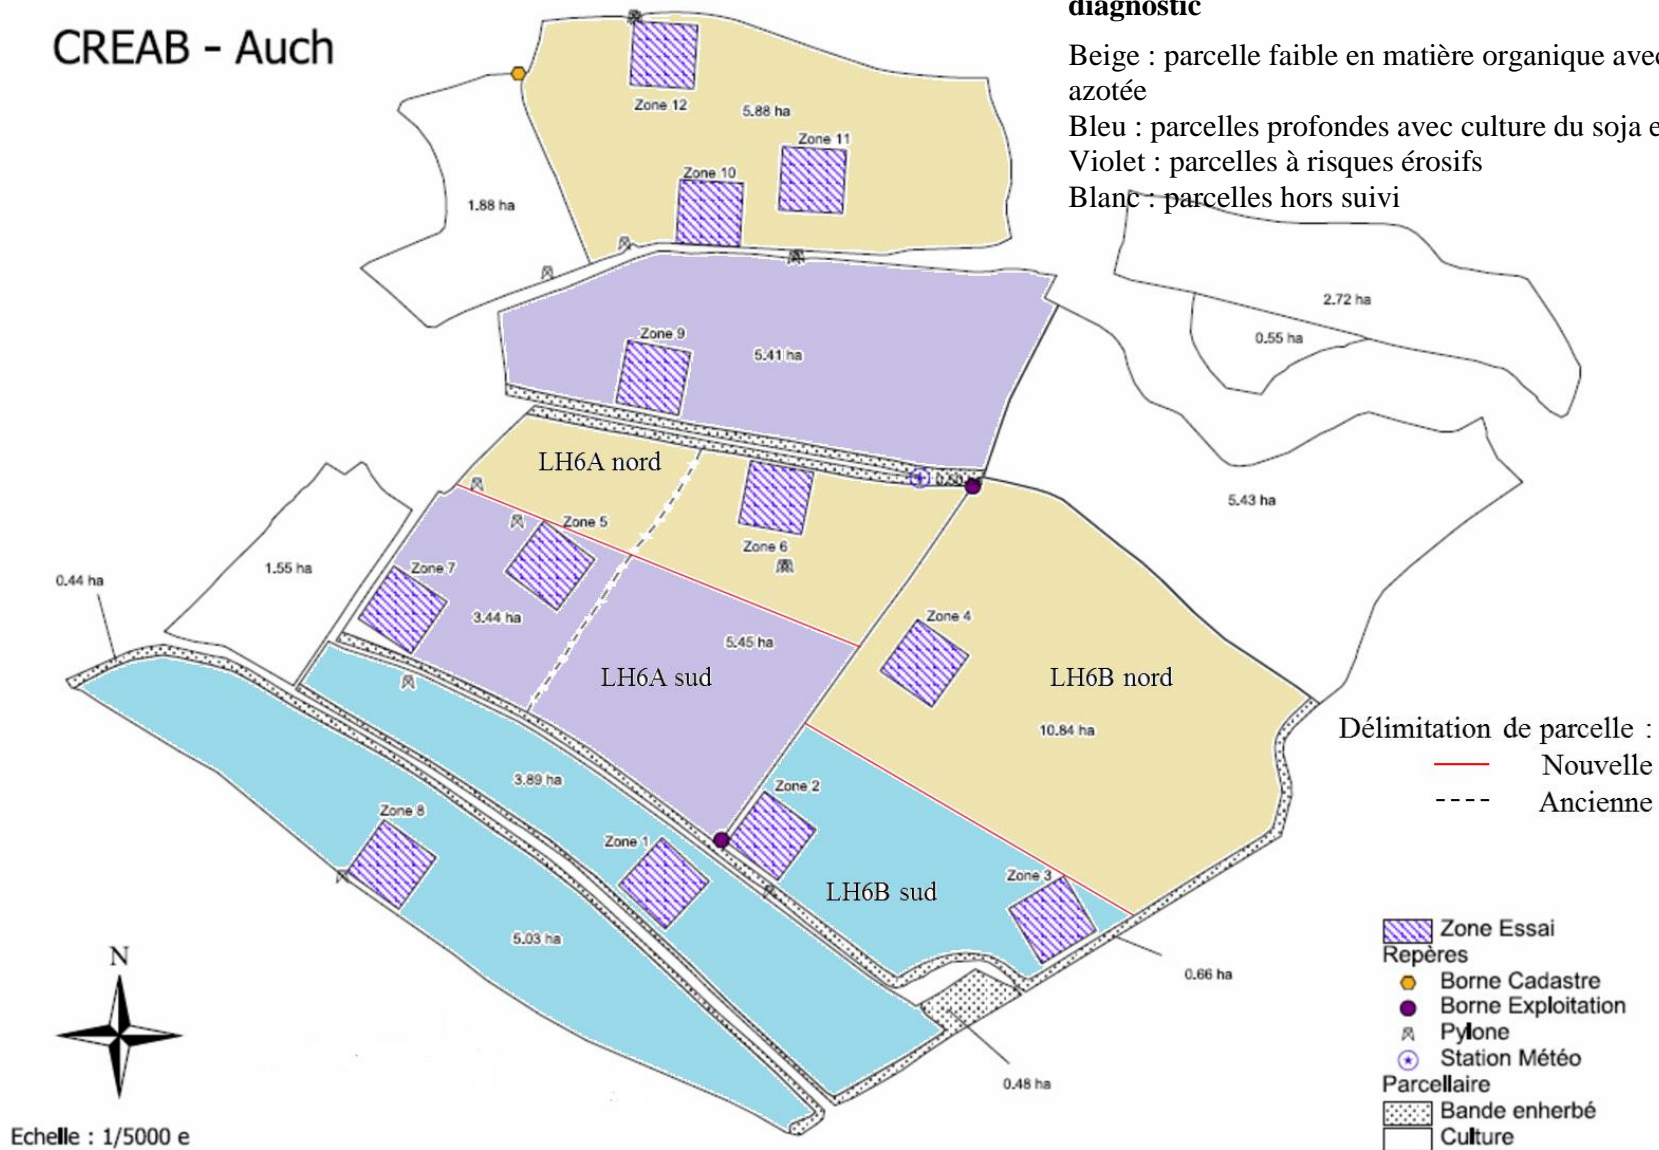 diagnostic
CREAB - Auch
Beige : parcelle faible en matière organique avec
azotée
Bleu : parcelles profondes avec culture du soja e
Violet : parcelles à risques érosifs
Blanc : parcelles hors suivi
Zone 12
5.88 ha
Zone 11
Zone 10
1.88 ha
2.72 ha
0.55 ha
Zone 9
5.41 ha
LH6A nord
0.50
5.43 ha
Zone 5
Zone 6
1.55 ha
Zone 7
0.44 ha
3.44 ha
Zone 4
5.45 ha
LH6A sud
LH6B nord
10.84 ha
Délimitation de parcelle :
Nouvelle
Ancienne
3.89 ha
Zone 2
Zone 8
Zone 1
Zone 3
LH6B sud
5.03 ha
0.66 ha
0.48 ha
N
Echelle : 1/5000 e
Zone Essai
Repères
Borne Cadastre
Borne Exploitation
Pylone
Station Météo
Parcellaire
Bande enherbé
Culture